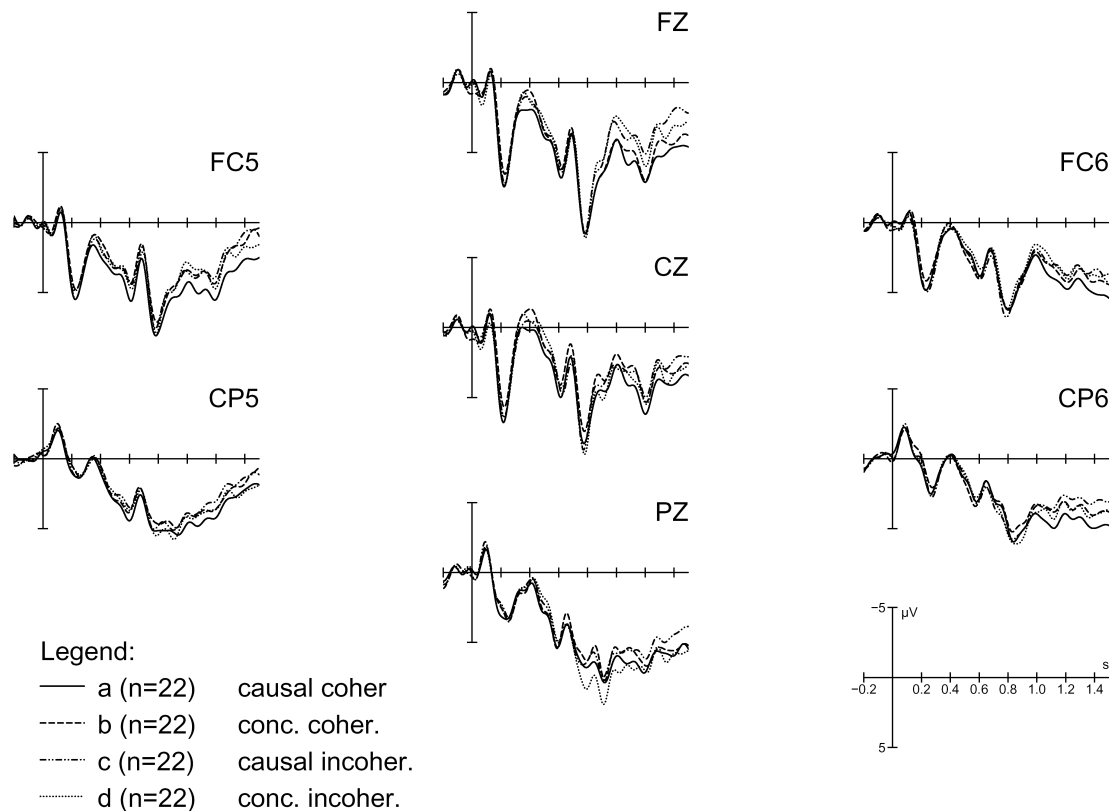 FZ
FC5
FC6
CZ
CP5
CP6
PZ
−5
µV
s
−0.2 0.2 0.4 0.6 0.8 1.0 1.2 1.4
5
Legend:
a (n=22) causal coher
b (n=22) conc. coher.
c (n=22) causal incoher.
d (n=22) conc. incoher.